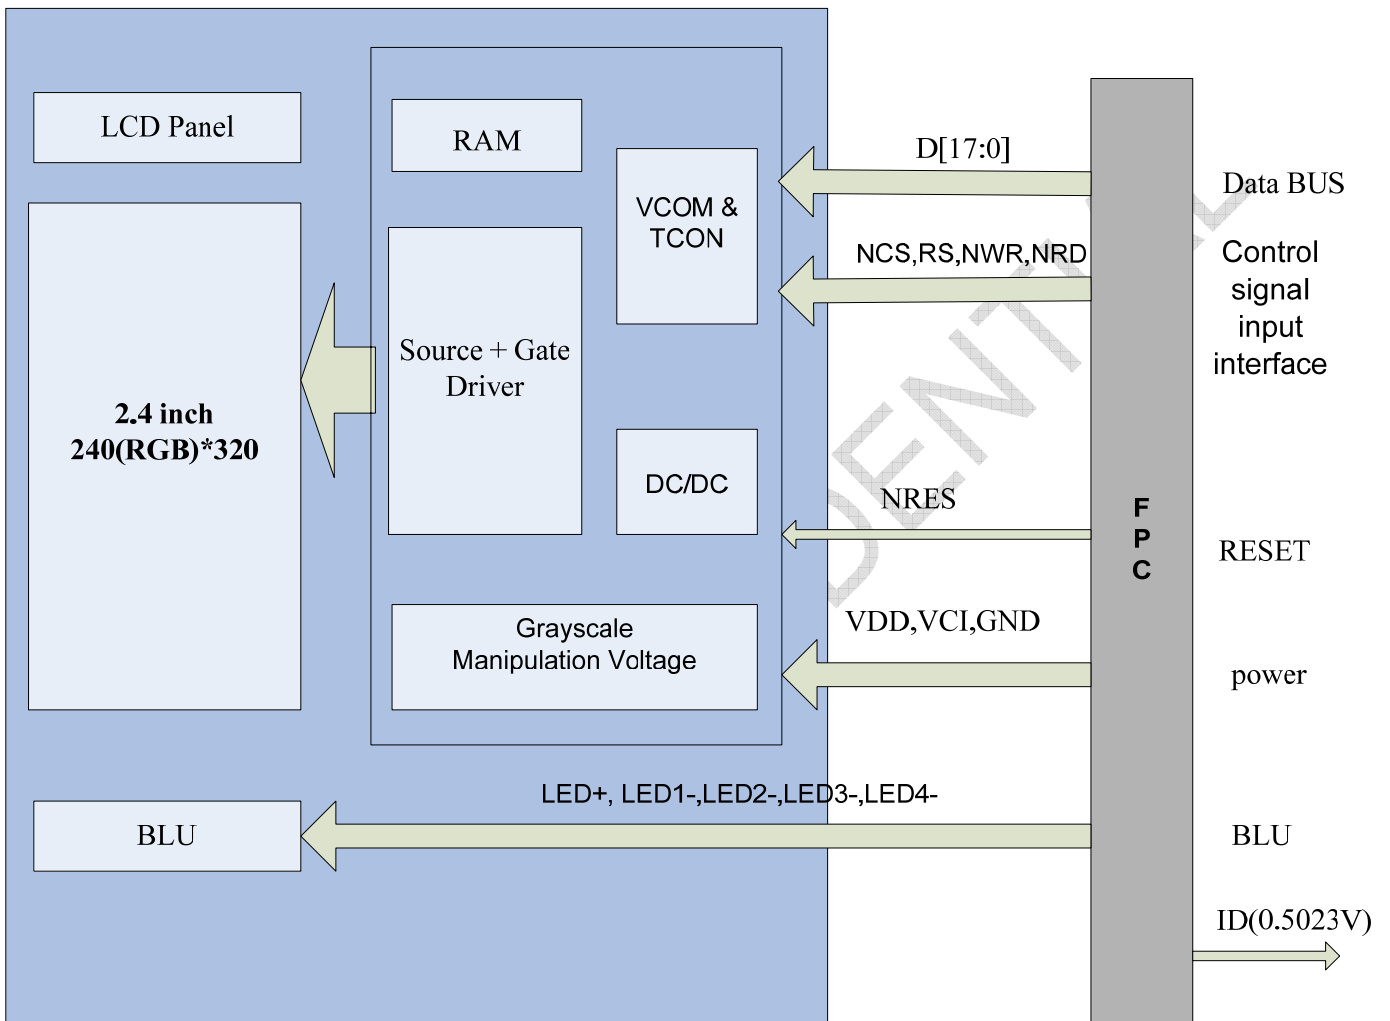 LCD Panel
RAM
VCOM &
TCON
D[17:0]
Data BUS
NCS,RS,NWR,NRD
Control
signal
input
interface
Source + Gate
Driver
2.4 inch
240(RGB)*320
DC/DC
NRES
F
P
C
RESET
Grayscale
Manipulation Voltage
VDD,VCI,GND
power
LED+, LED1-,LED2-,LED3-,LED4-
BLU
BLU
ID(0.5023V)
DENTIAL